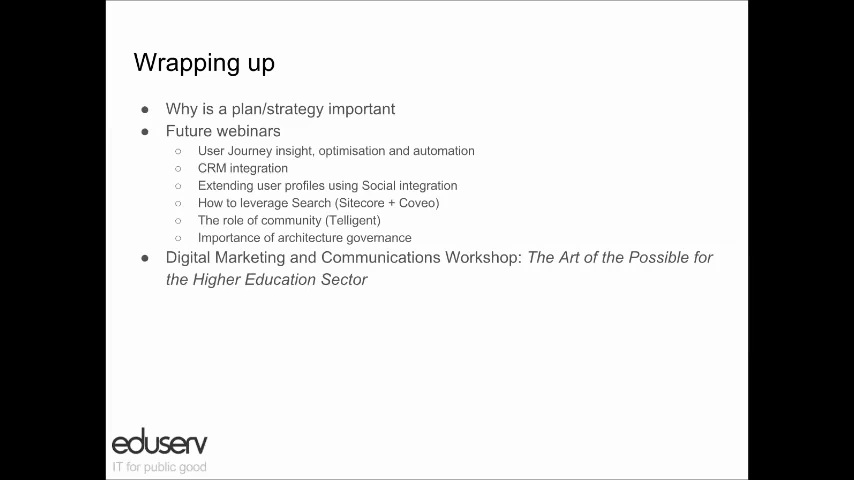 Wrapping up
● Why is a plan/strategy important
● Future webinars
○ User Journey insight, optimisation and automation
○ CRM integration
○ Extending user profiles using Social integration
○ How to leverage Search (Sitecore + Coveo)
○ The role of community (Telligent)
○ Importance of architecture governance
● Digital Marketing and Communications Workshop: The Art of the Possible for
the Higher Education Sector
eduserv
IT for public good